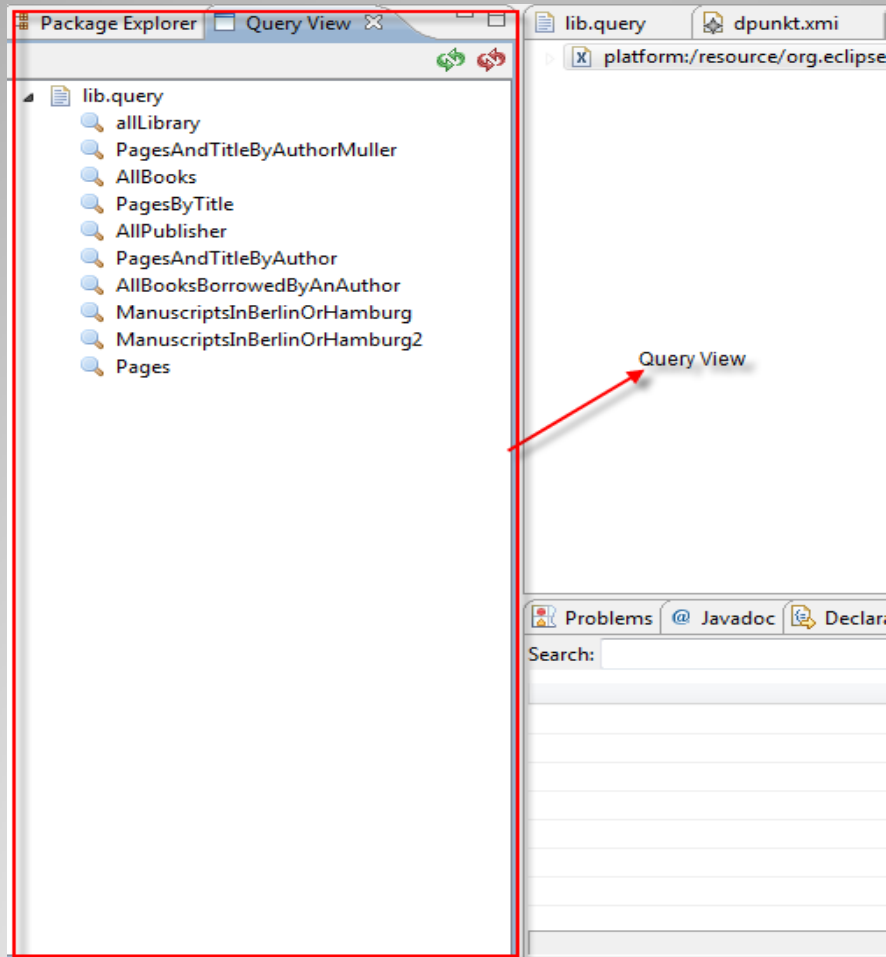 Package Explorer Query View
lib.query
allLibrary
PagesAndTitleByAuthorMuller
AllBooks
PagesByTitle
AllPublisher
PagesAndTitleByAuthor
AllBooksBorrowedByAnAuthor
ManuscriptsInBerlinOrHamburg
ManuscriptsInBerlinOrHamburg2
Pages
lib.query dpunkt.xmi
platform:/resource/org.eclipse
Query View
Problems @ Javadoc Declara
Search: